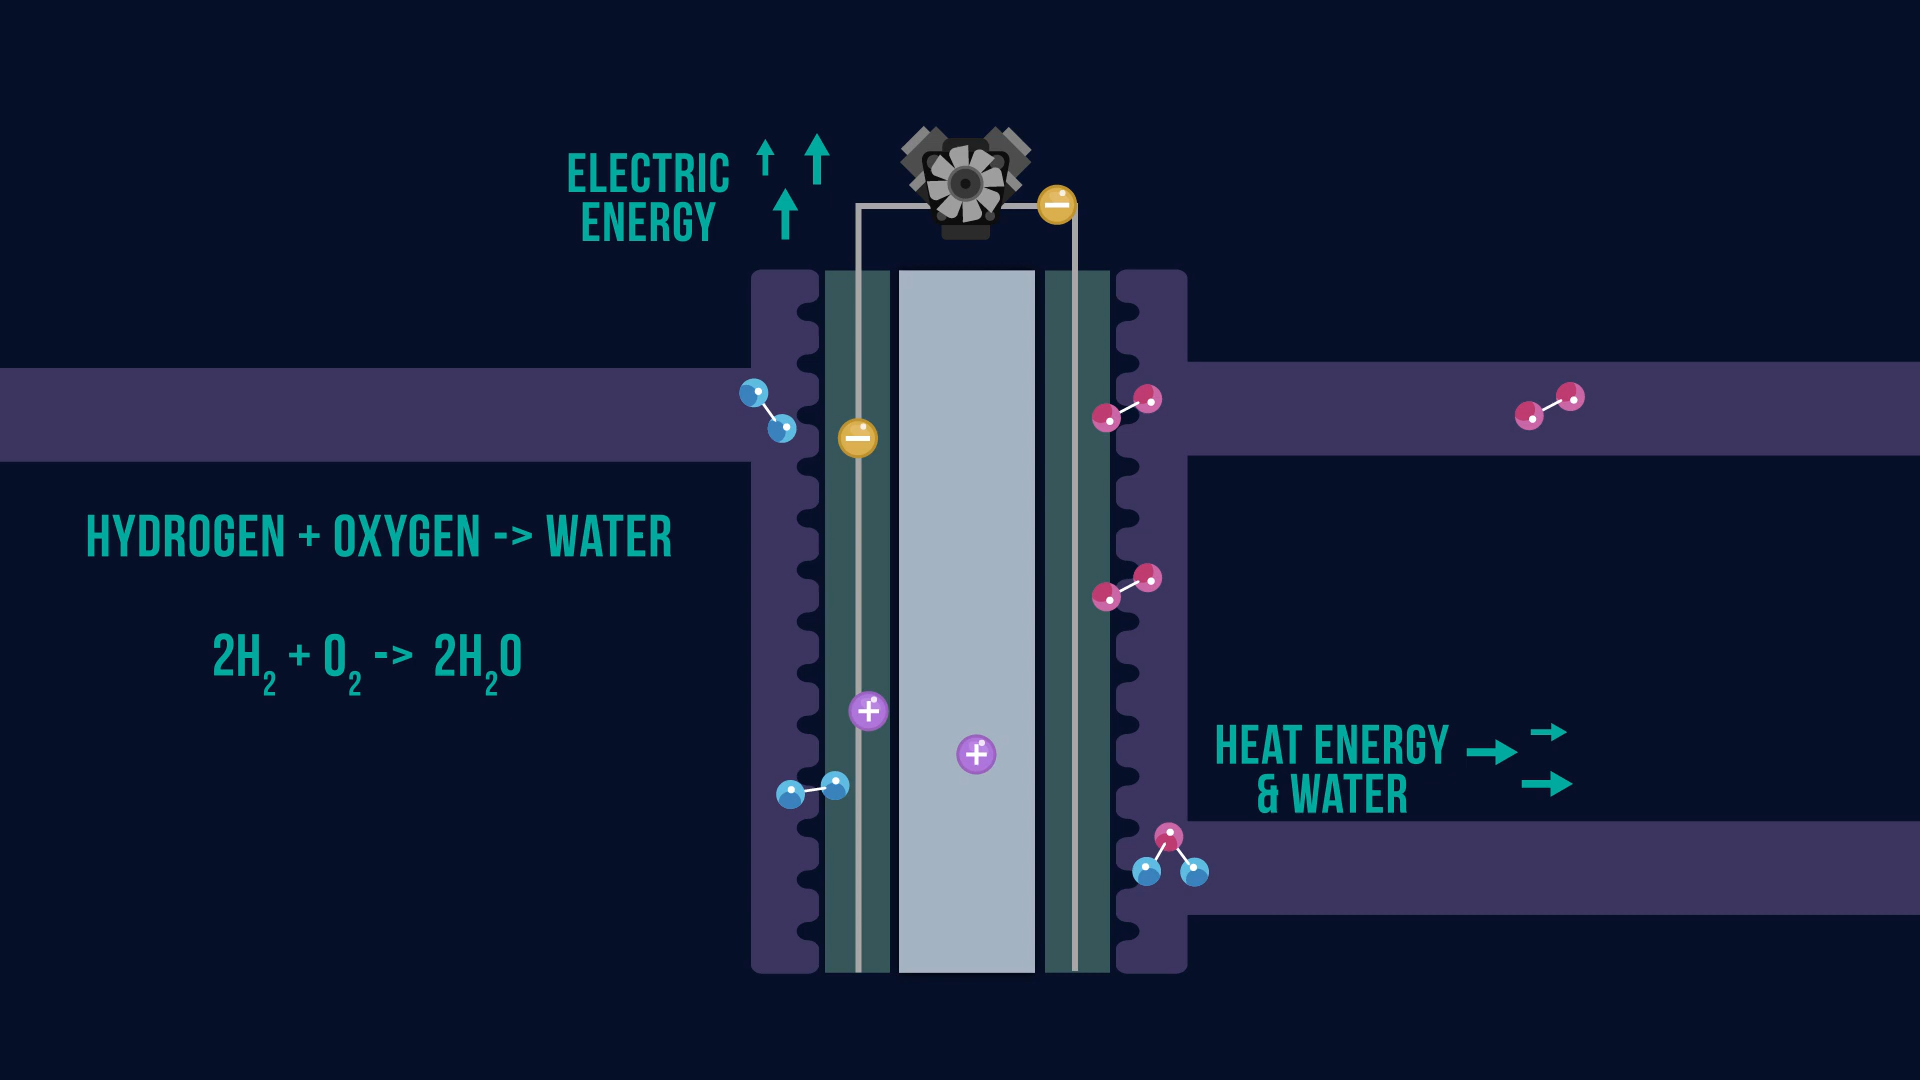 ELECTRIC
ENERGY
HYDROGEN + OXYGEN -> WATER
2H₂ + O₂ -> 2H₂O
HEAT ENERGY
& WATER